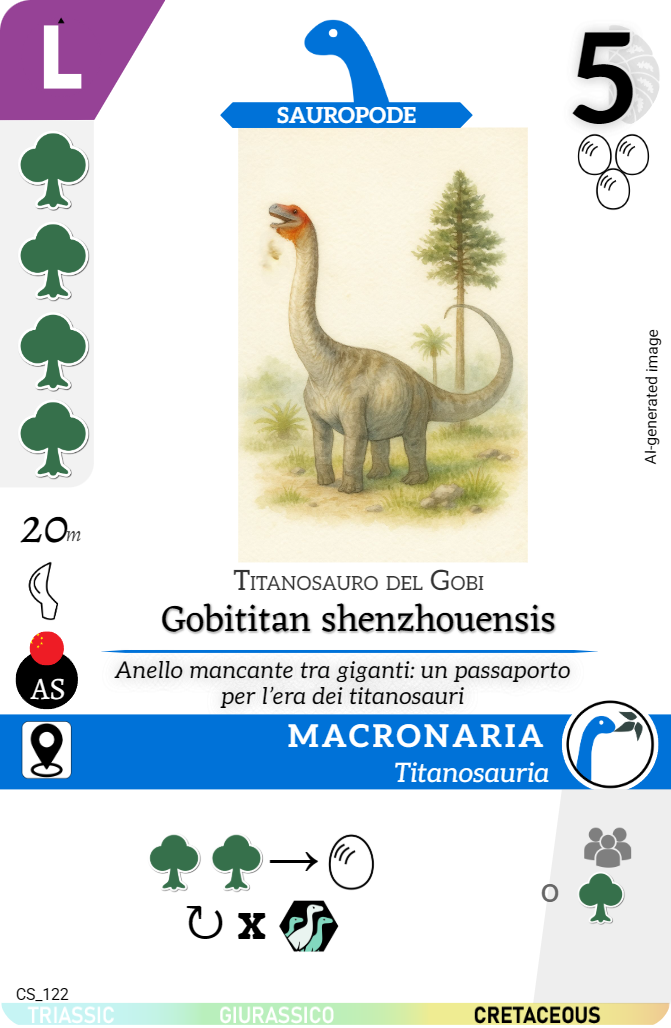 L
SAUROPODE
5
AI-generated image
20m
TITANOSAURO DEL GOBI
Gobititan shenzhouensis
Anello mancante tra giganti: un passaporto
per l'era dei titanosauri
AS
MACRONARIA
Titanosauria
x
O
CS_122
TRIASSIC GIURASSICO CRETACEOUS